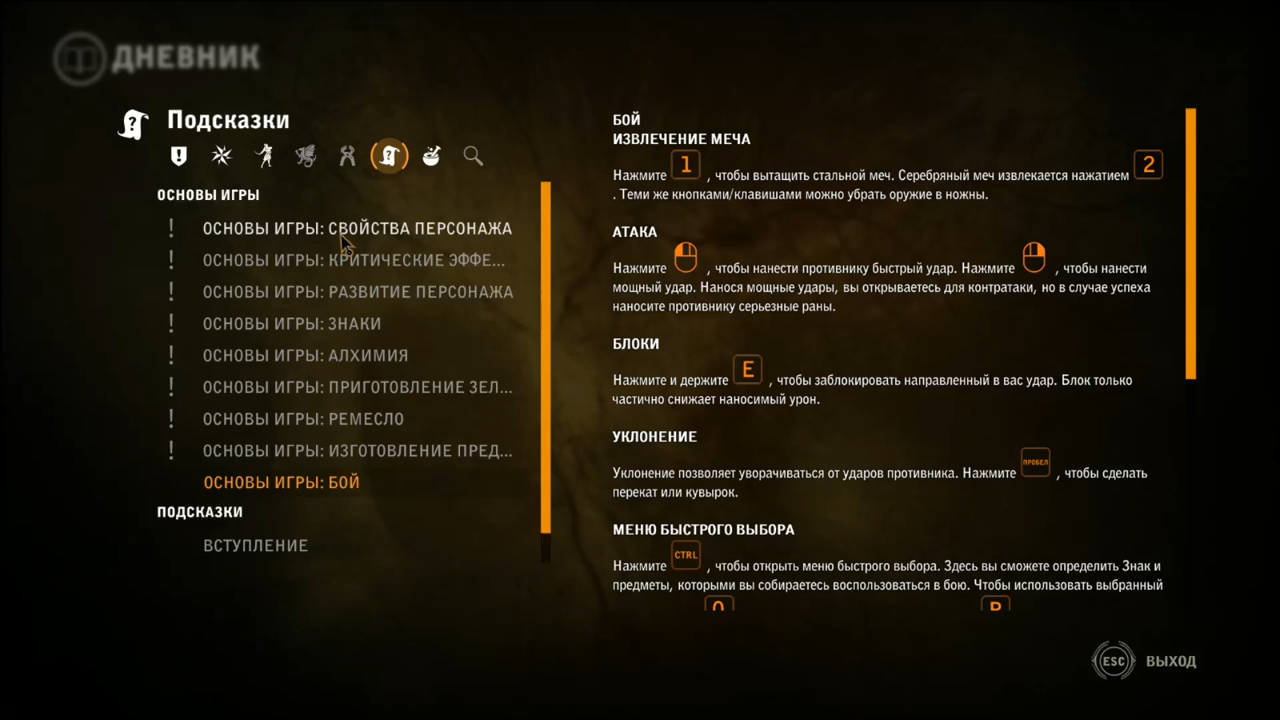 ДНЕВНИК
Подсказки
ОСНОВЫ ИГРЫ
! ОСНОВЫ ИГРЫ: СВОЙСТВА ПЕРСОНАЖА
! ОСНОВЫ ИГРЫ: КРИТИЧЕСКИЕ ЭФФЕ...
! ОСНОВЫ ИГРЫ: РАЗВИТИЕ ПЕРСОНАЖА
! ОСНОВЫ ИГРЫ: ЗНАКИ
! ОСНОВЫ ИГРЫ: АЛХИМИЯ
! ОСНОВЫ ИГРЫ: ПРИГОТОВЛЕНИЕ ЗЕЛ...
! ОСНОВЫ ИГРЫ: РЕМЕСЛО
! ОСНОВЫ ИГРЫ: ИЗГОТОВЛЕНИЕ ПРЕД...
ОСНОВЫ ИГРЫ: БОЙ
ПОДСКАЗКИ
ВСТУПЛЕНИЕ
БОЙ
ИЗВЛЕЧЕНИЕ МЕЧА
Нажмите 1 , чтобы вытащить стальной меч. Серебряный меч извлекается нажатием 2
. Теми же кнопками/клавишами можно убрать оружие в ножны.
АТАКА
Нажмите , чтобы нанести противнику быстрый удар. Нажмите , чтобы нанести
мощный удар. Нанося мощные удары, вы открываетесь для контратаки, но в случае успеха
наносите противнику серьезные раны.
БЛОКИ
Нажмите и держите E , чтобы заблокировать направленный в вас удар. Блок только
частично снижает наносимый урон.
УКЛОНЕНИЕ
Уклонение позволяет уворачиваться от ударов противника. Нажмите ПРОБЕЛ , чтобы сделать
перекат или кувырок.
МЕНЮ БЫСТРОГО ВЫБОРА
Нажмите CTRL , чтобы открыть меню быстрого выбора. Здесь вы сможете определить Знак и
предметы, которыми вы собираетесь воспользоваться в бою. Чтобы использовать выбранный
ESC ВЫХОД